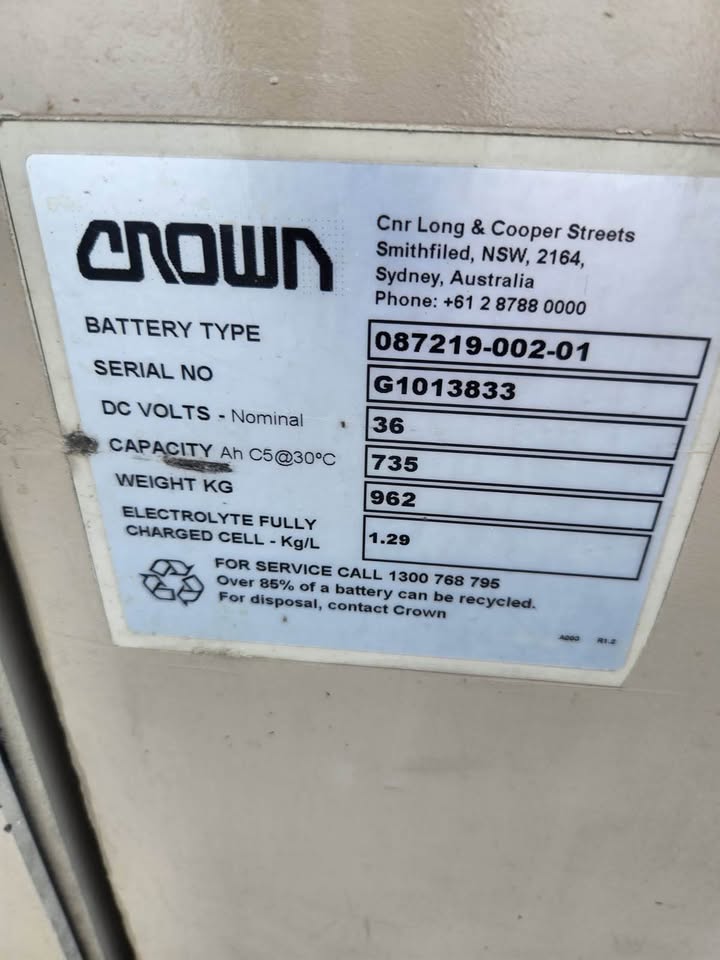 CROWN
Cnr Long & Cooper Streets
Smithfiled, NSW, 2164,
Sydney, Australia
Phone: +61 2 8788 0000
BATTERY TYPE 087219-002-01
SERIAL NO G1013833
DC VOLTS - Nominal 36
CAPACITY Ah C5@30°C 735
WEIGHT KG 962
ELECTROLYTE FULLY
CHARGED CELL - Kg/L 1.29
FOR SERVICE CALL 1300 768 795
Over 85% of a battery can be recycled.
For disposal, contact Crown
R1.2